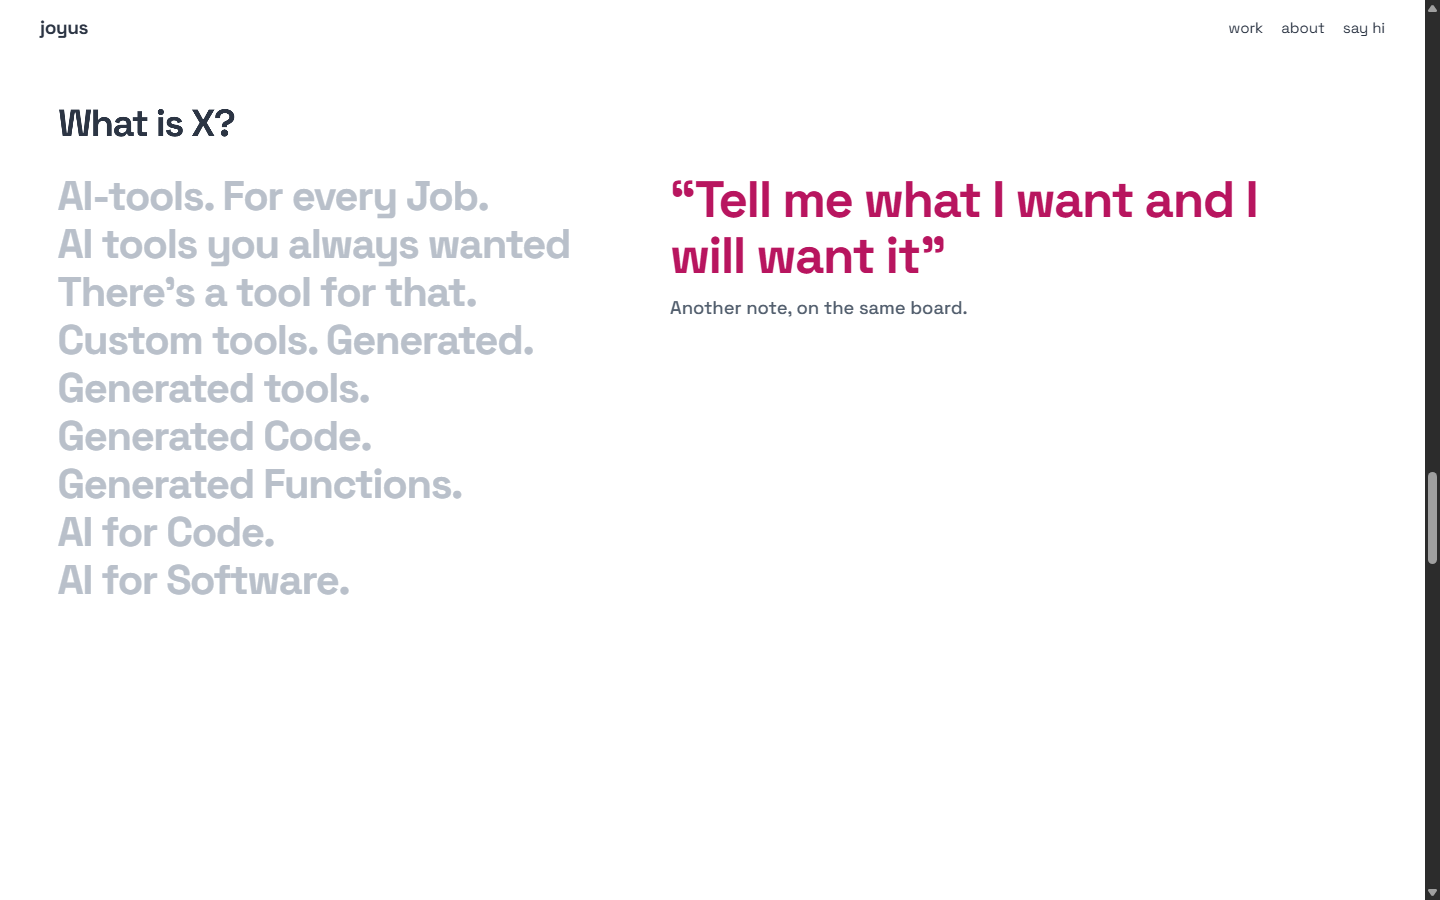 joyus
work about say hi
What is X?
AI-tools. For every Job.
AI tools you always wanted
There’s a tool for that.
Custom tools. Generated.
Generated tools.
Generated Code.
Generated Functions.
AI for Code.
AI for Software.
“Tell me what I want and I
will want it”
Another note, on the same board.